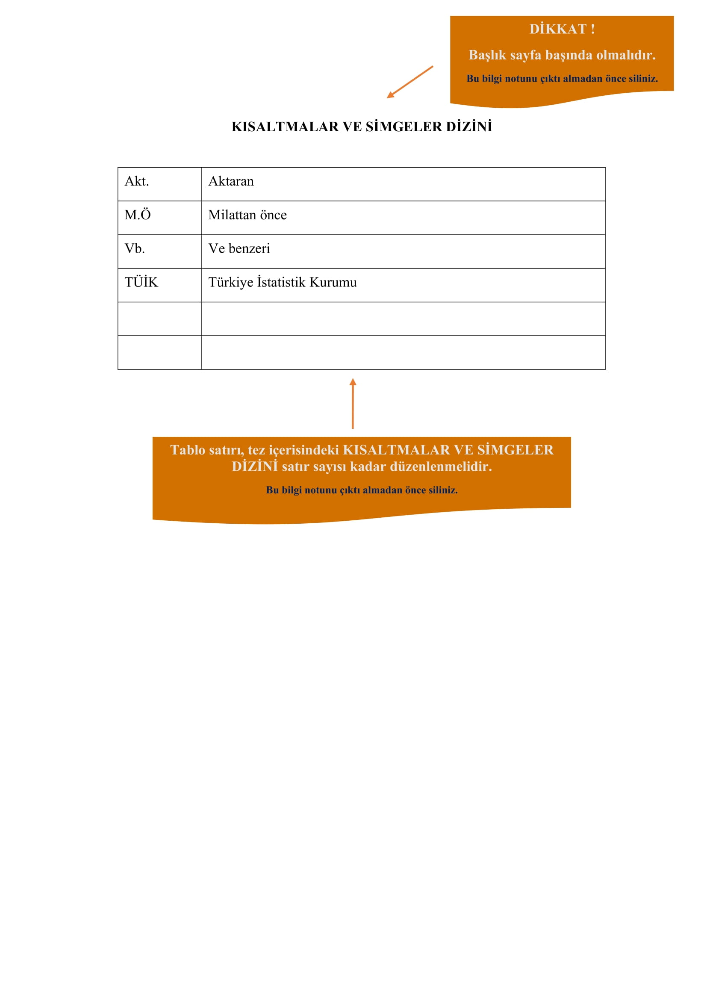 DİKKAT !
Başlık sayfa başında olmalıdır.
Bu bilgi notunu çıktı almadan önce siliniz.
KISALTMALAR VE SİMGELER DİZİNİ
Akt. Aktaran
M.Ö Milattan önce
Vb. Ve benzeri
TÜİK Türkiye İstatistik Kurumu
Tablo satırı, tez içerisindeki KISALTMALAR VE SİMGELER
DİZİNİ satır sayısı kadar düzenlenmelidir.
Bu bilgi notunu çıktı almadan önce siliniz.